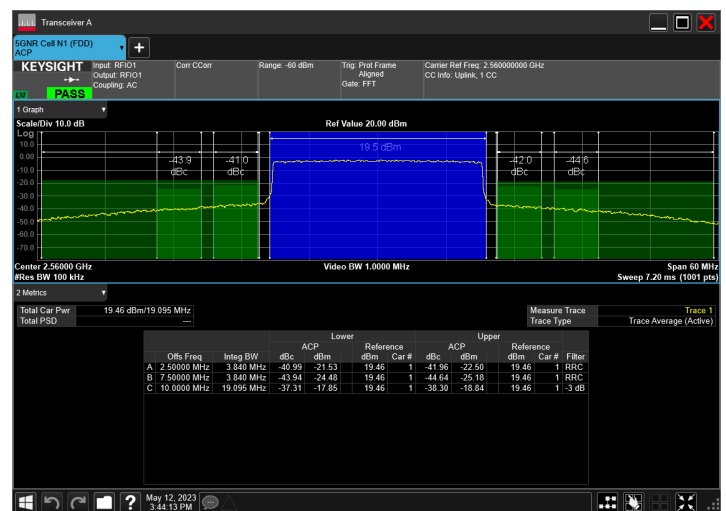 Transceiver A
5GNR Cell N1 (FDD)
ACP
KEYSIGHT
Input: RFIO1
Output: RFIO1
Coupling: AC
Corr CCorr
Range: -60 dBm
Trig: Prot Frame
Aligned
Gate: FFT
Carrier Ref Freq: 2.560000000 GHz
CC Info: Uplink, 1 CC
LXI
PASS
1 Graph
Scale/Div 10.0 dB
Ref Value 20.00 dBm
Log
10.0
0.00
-10.0
-20.0
-30.0
-40.0
-50.0
-60.0
-70.0
-43.9
dBc
-41.0
dBc
19.5 dBm
-42.0
dBc
-44.6
dBc
Center 2.56000 GHz
Video BW 1.0000 MHz
Span 60 MHz
#Res BW 100 kHz
Sweep 7.20 ms (1001 pts)
2 Metrics
Total Car Pwr 19.46 dBm/19.095 MHz
Total PSD ---
Measure Trace Trace 1
Trace Type Trace Average (Active)
Lower Upper
ACP Reference ACP Reference
Offs Freq Integ BW dBc dBm dBm Car # dBc dBm dBm Car # Filter
A 2.50000 MHz 3.840 MHz -40.99 -21.53 19.46 1 -41.96 -22.50 19.46 1 RRC
B 7.50000 MHz 3.840 MHz -43.94 -24.48 19.46 1 -44.64 -25.18 19.46 1 RRC
C 10.0000 MHz 19.095 MHz -37.31 -17.85 19.46 1 -38.30 -18.84 19.46 1 -3 dB
?
May 12, 2023
3:44:13 PM